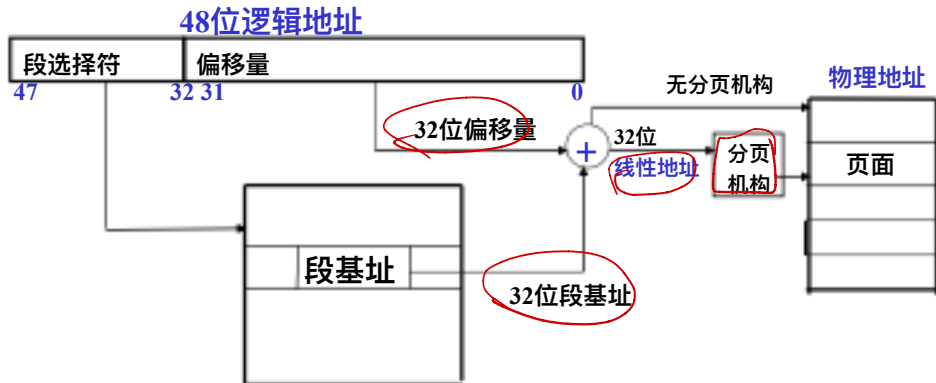 48位逻辑地址
段选择符 偏移量
47 32 31 0
无分页机构
物理地址
32位偏移量
+
32位
线性地址
分页
机构
页面
段基址
32位段基址